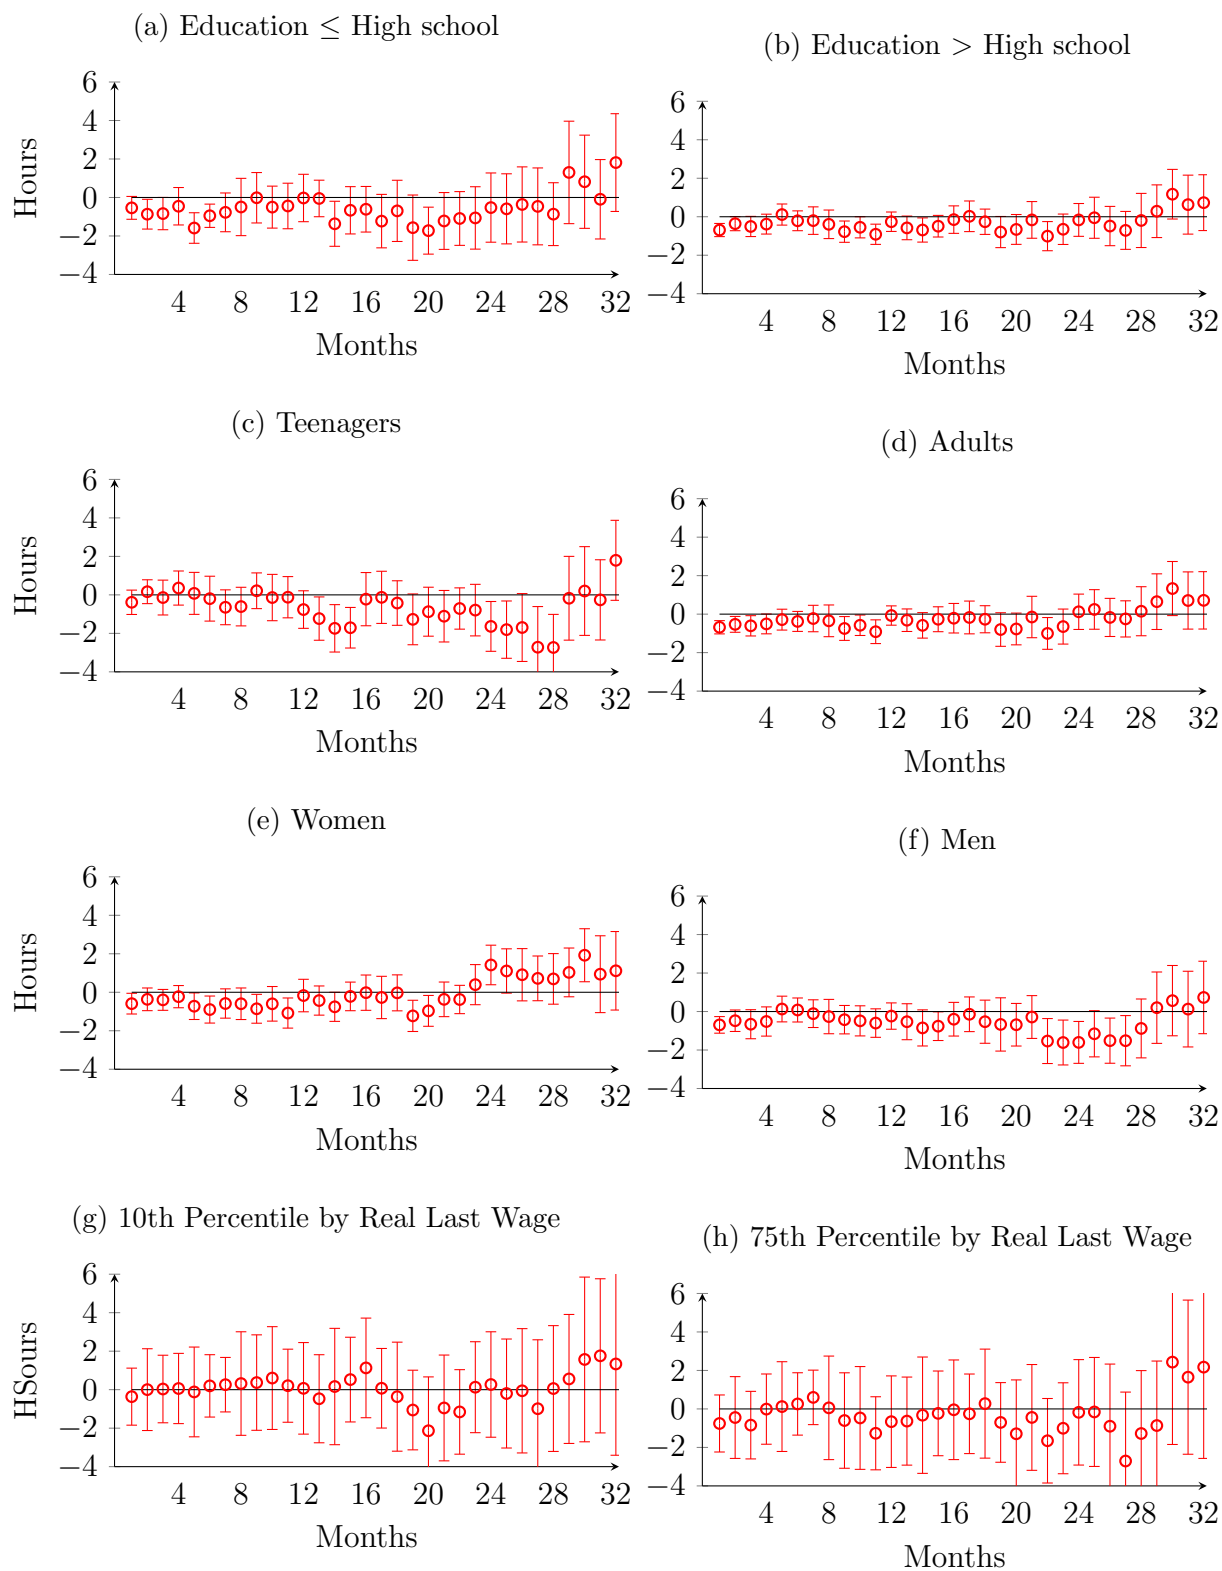 (a) Education ≤ High school
6
4
2
0
−2
−4
Hours
4 8 12 16 20 24 28 32
Months
(b) Education > High school
6
4
2
0
−2
−4
4 8 12 16 20 24 28 32
Months
(c) Teenagers
6
4
2
0
−2
−4
Hours
4 8 12 16 20 24 28 32
Months
(d) Adults
6
4
2
0
−2
−4
4 8 12 16 20 24 28 32
Months
(e) Women
6
4
2
0
−2
−4
Hours
4 8 12 16 20 24 28 32
Months
(f) Men
6
4
2
0
−2
−4
4 8 12 16 20 24 28 32
Months
(g) 10th Percentile by Real Last Wage
6
4
2
0
−2
−4
HSours
4 8 12 16 20 24 28 32
Months
(h) 75th Percentile by Real Last Wage
6
4
2
0
−2
−4
4 8 12 16 20 24 28 32
Months